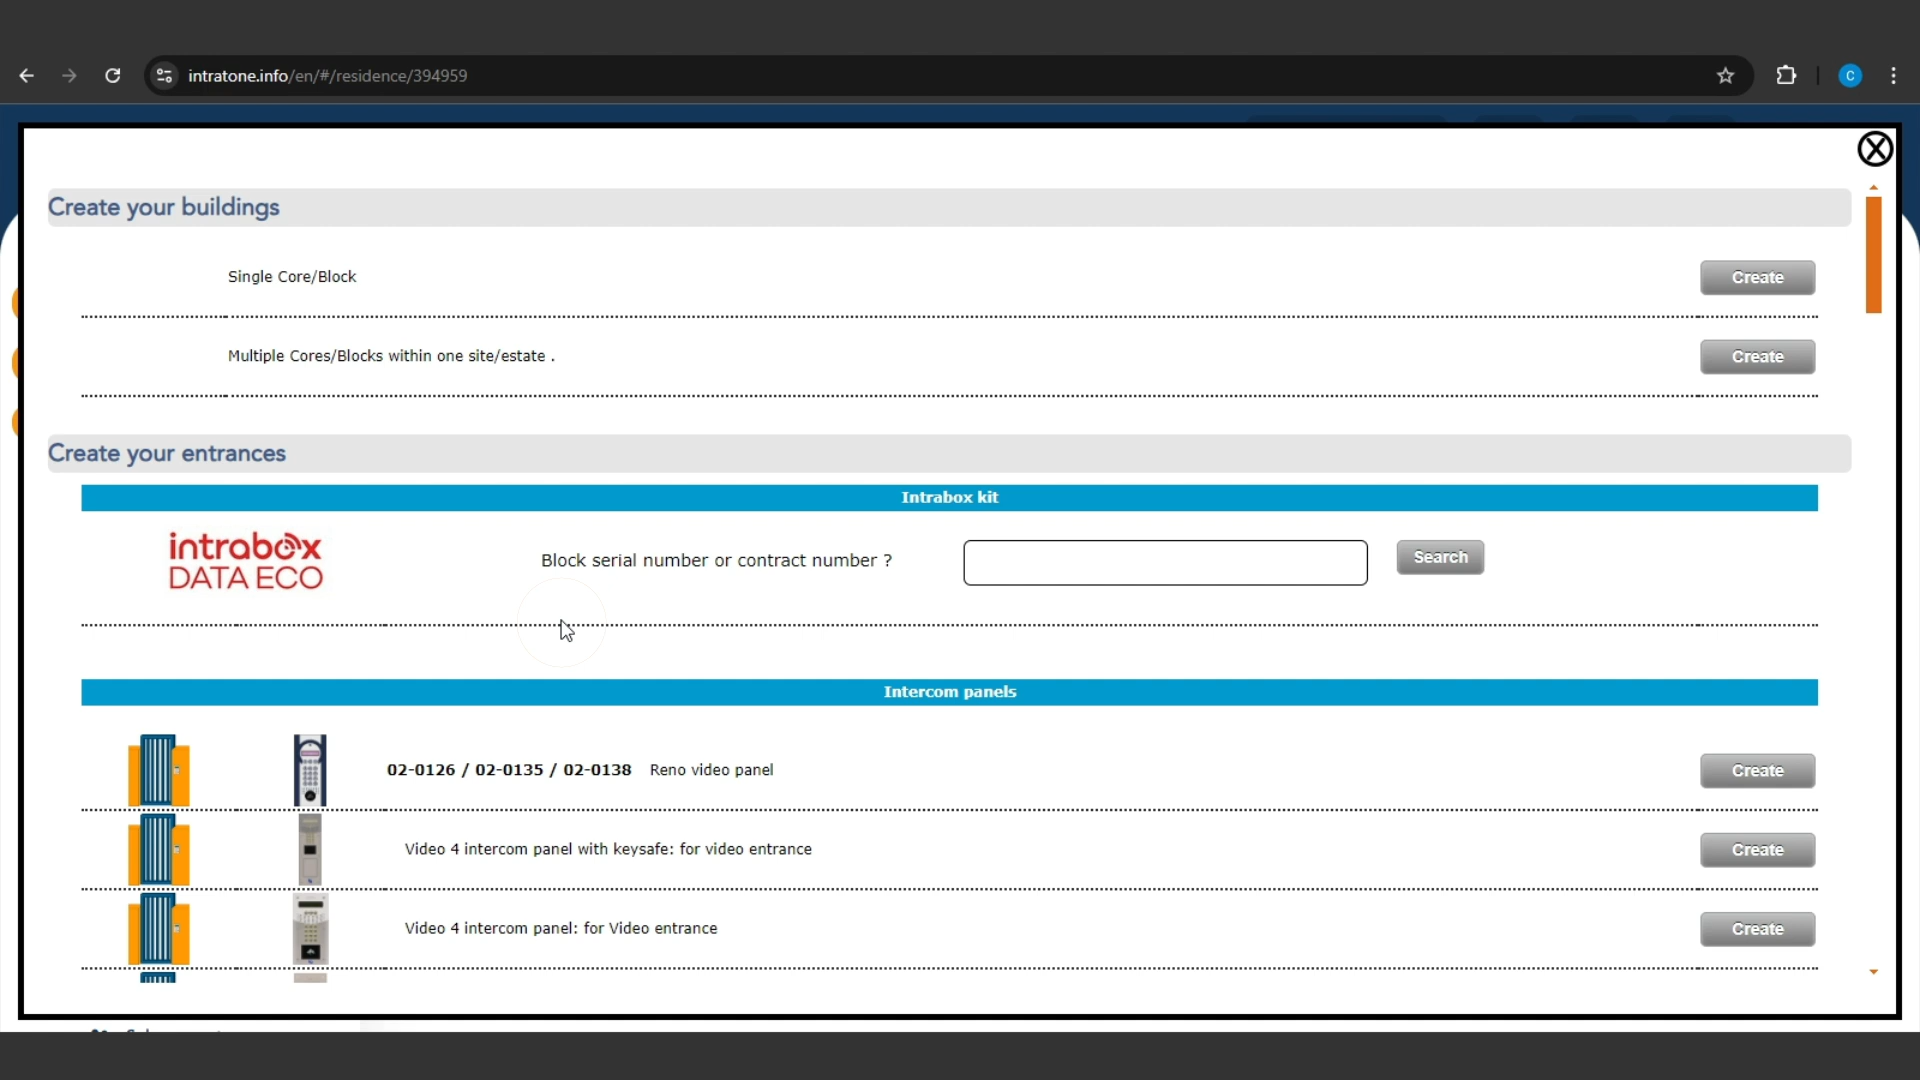 intratone.info/en/#/residence/394959
C
Create your buildings
Single Core/Block
Create
Multiple Cores/Blocks within one site/estate .
Create
Create your entrances
Intrabox kit
intrabox
DATA ECO
Block serial number or contract number ?
Search
Intercom panels
02-0126 / 02-0135 / 02-0138 Reno video panel
Create
Video 4 intercom panel with keysafe: for video entrance
Create
Video 4 intercom panel: for Video entrance
Create